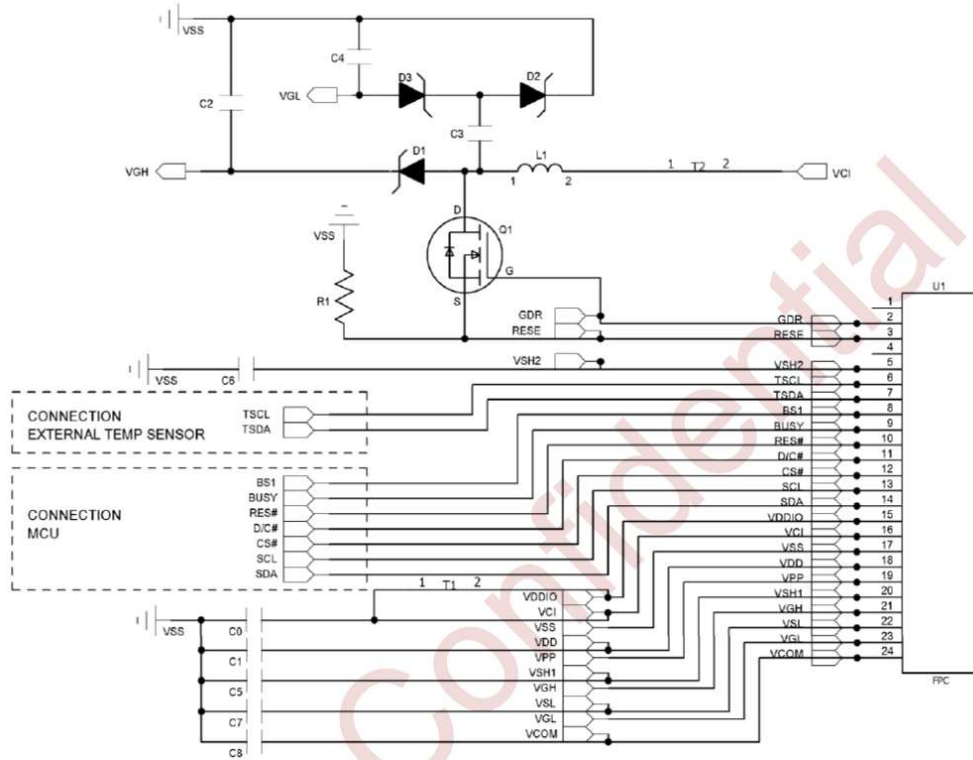 VSS
C4
D3
D2
C2
VGL
C3
D1
L1
VGH
1
2
1 T2 2
VCI
D
Q1
VSS
G
R1
S
U1
GDR
RESE
VSH2
VSS
C6
CONNECTION
EXTERNAL TEMP SENSOR
TSCL
TSDA
CONNECTION
MCU
BS1
BUSY
RES#
D/C#
CS#
SCL
SDA
1 T1 2
VSS
C0
C1
C5
C7
C8
VDDIO
VCI
VSS
VDD
VPP
VSH1
VGH
VSL
VGL
VCOM
1
GDR 2
RESE 3
4
VSH2 5
TSCL 6
TSDA 7
BS1 8
BUSY 9
RES# 10
D/C# 11
CS# 12
SCL 13
SDA 14
VDDIO 15
VCI 16
VSS 17
VDD 18
VPP 19
VSH1 20
VGH 21
VSL 22
VGL 23
VCOM 24
FPC
Confidential